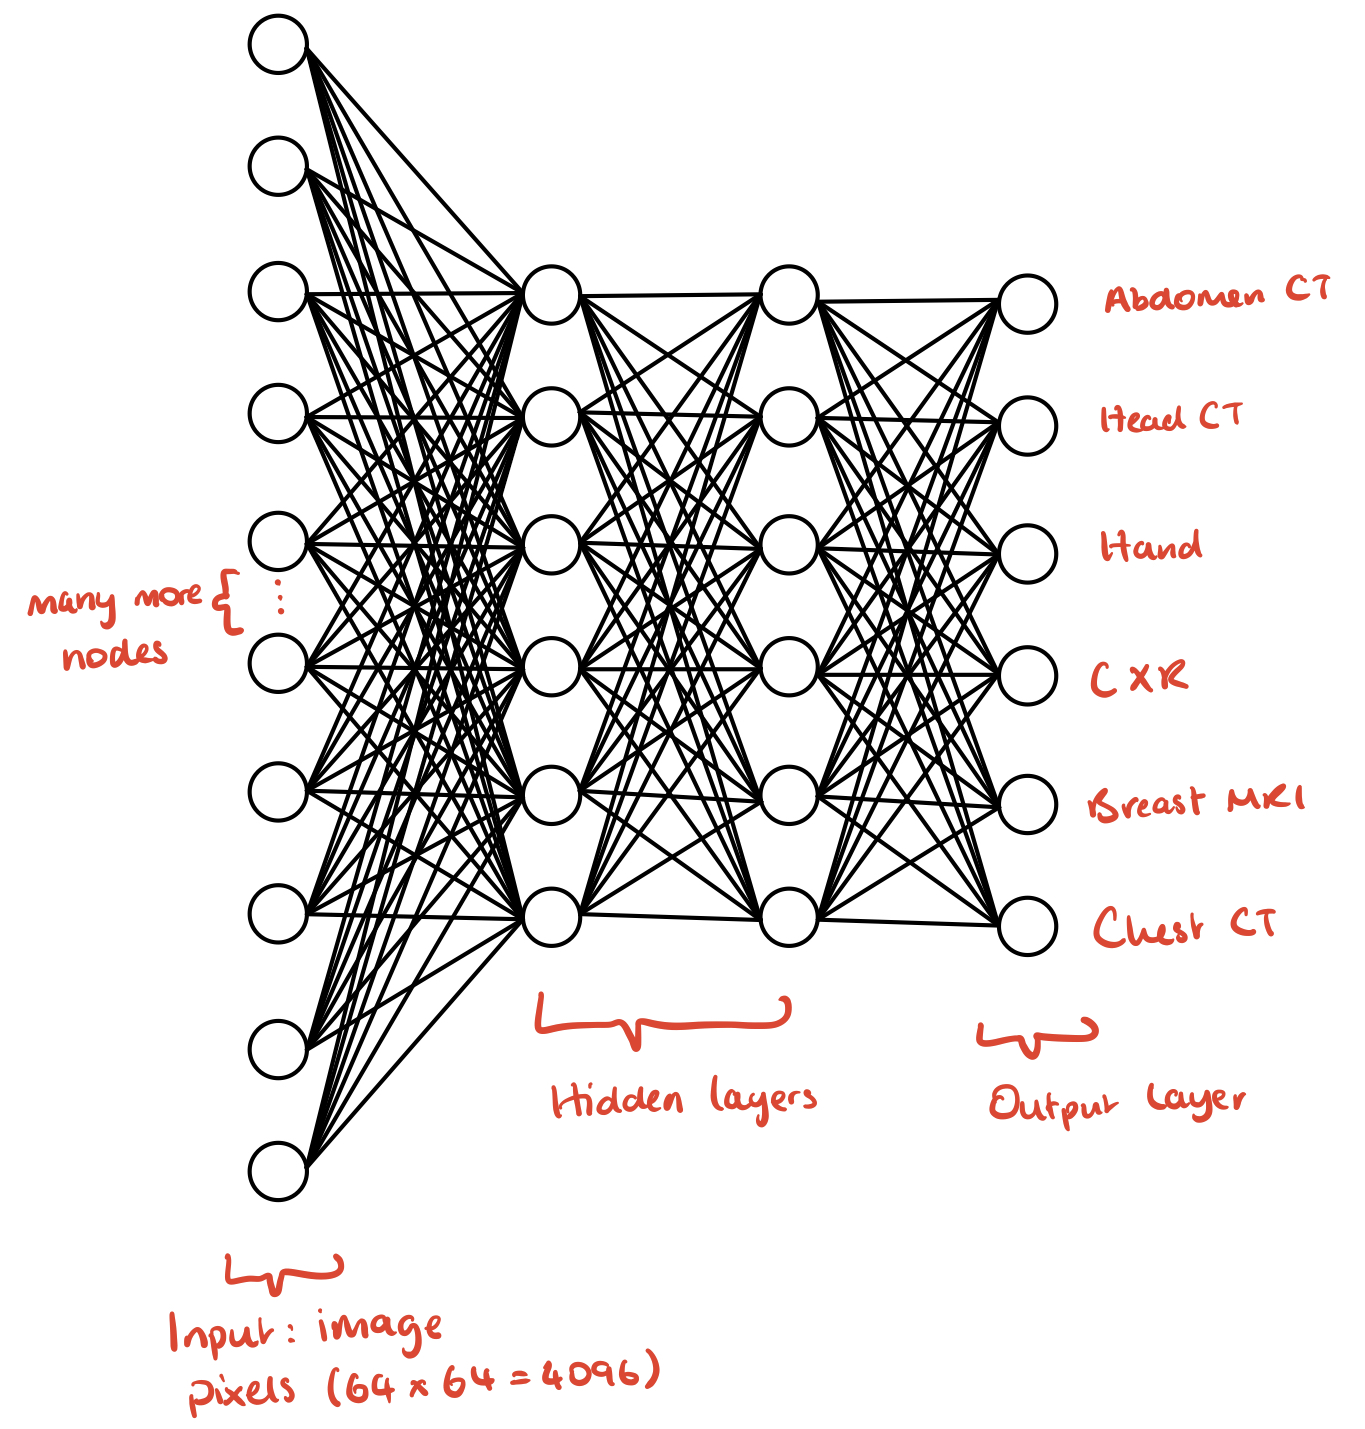 Abdomen CT
Head CT
Hand
many more
nodes
CXR
Breast MRI
Chest CT
Hidden layers
Output layer
Input: image
pixels (64 x 64 = 4096)